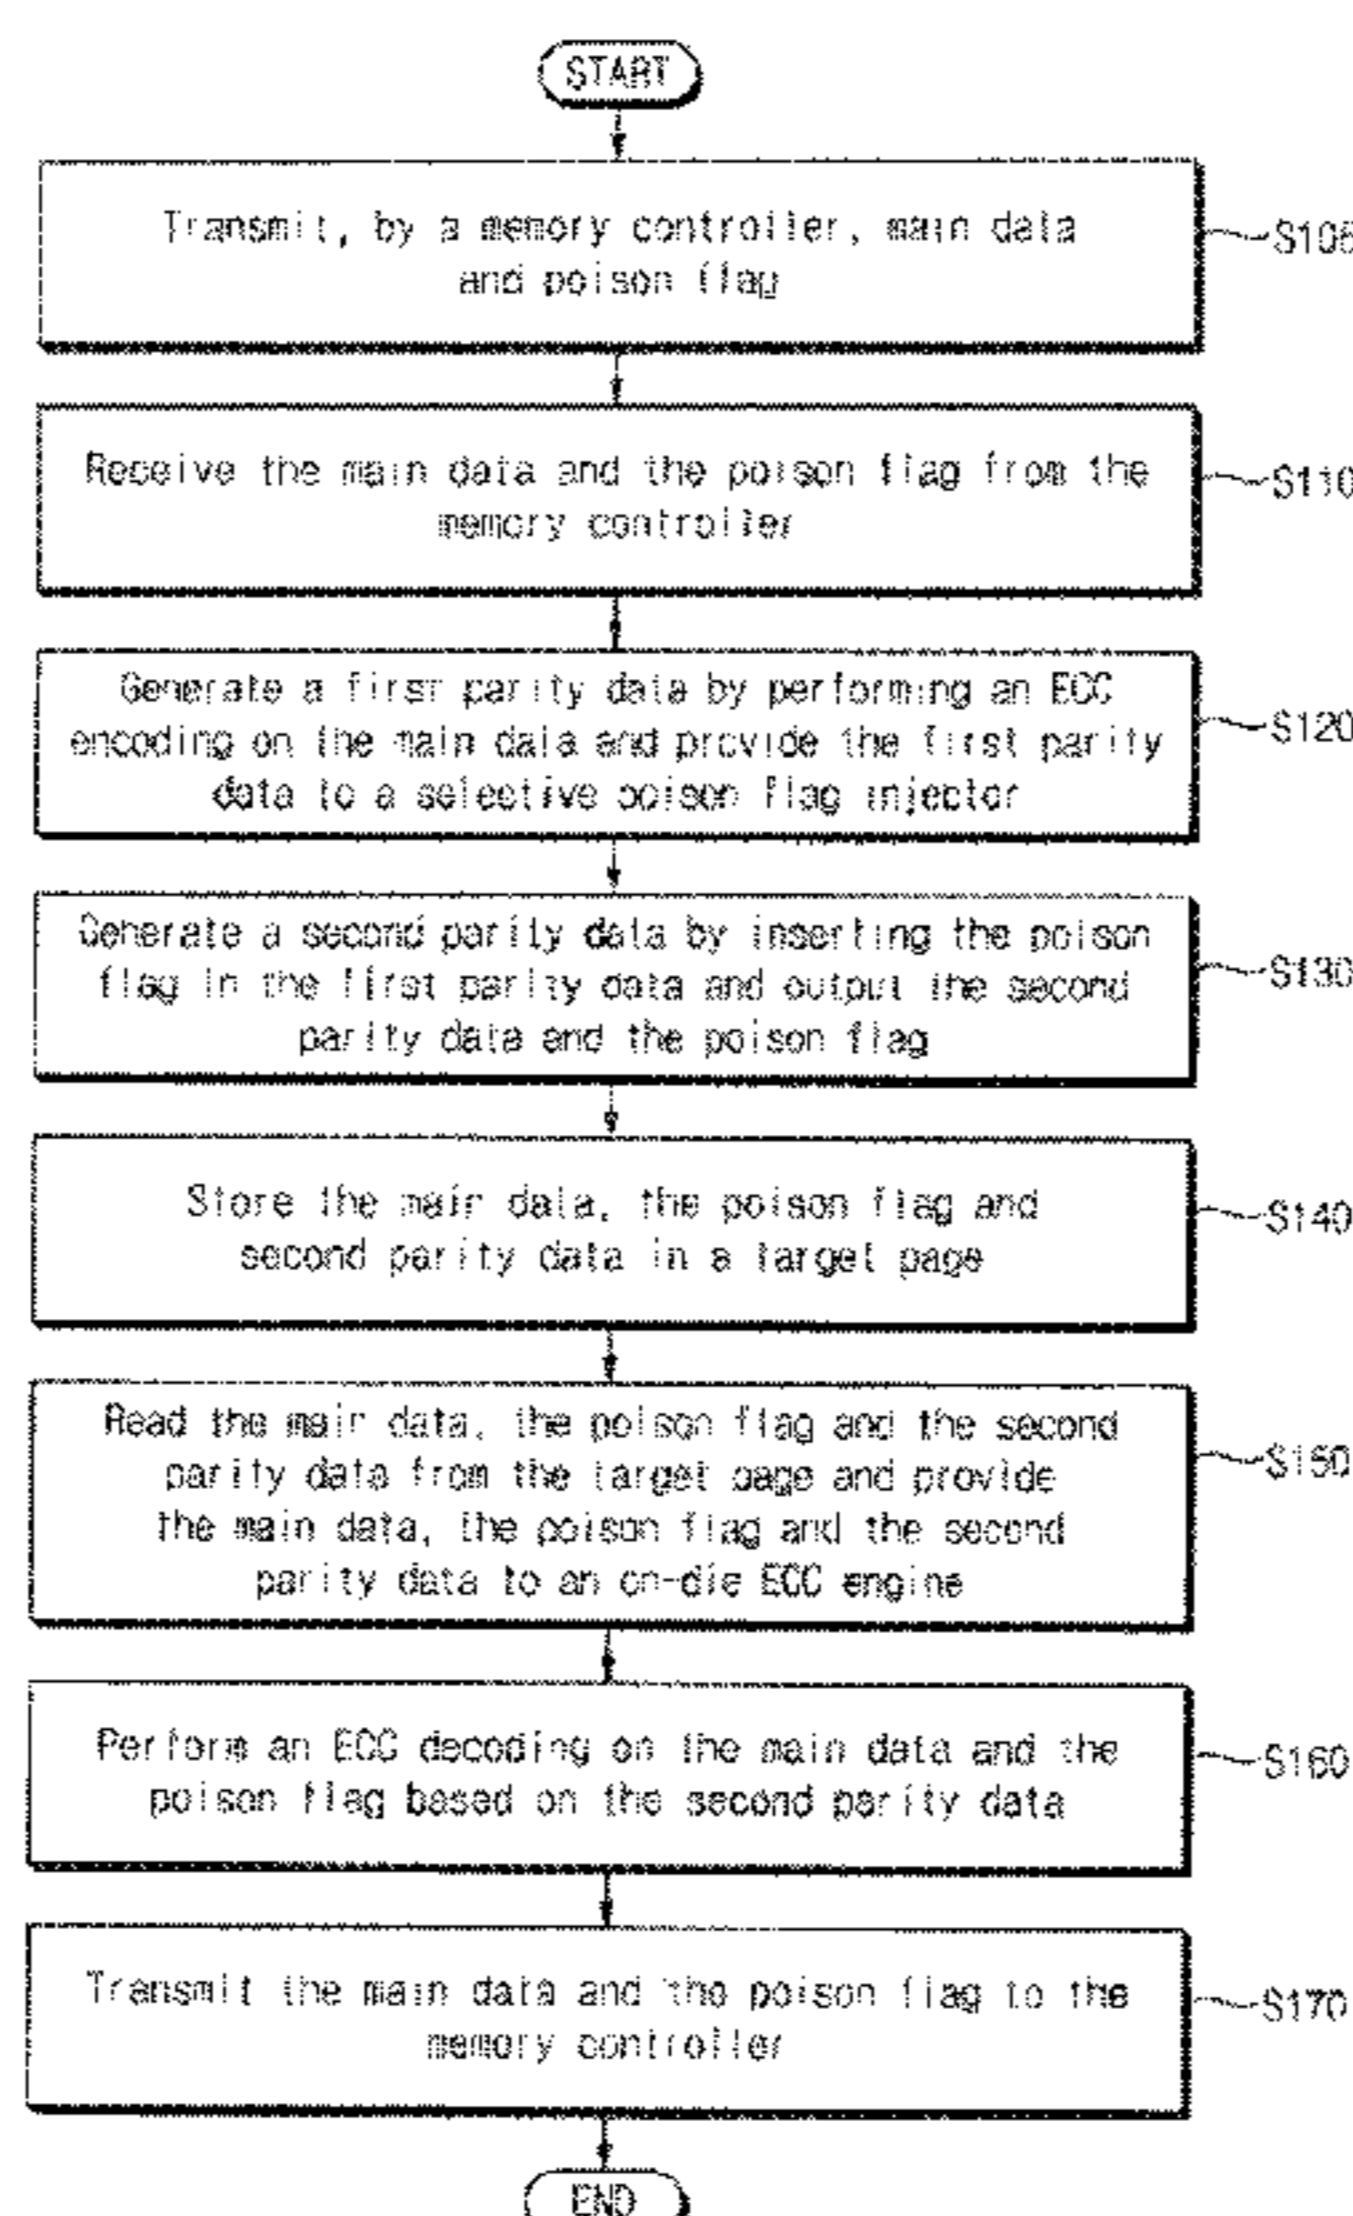 START
Transmit, by a memory controller, main data
and poison flag
S105
Receive the main data and the poison flag from the
memory controller
S110
Generate a first parity data by performing an ECC
encoding on the main data and provide the first parity
data to a selective poison flag injector
S120
Generate a second parity data by inserting the poison
flag in the first parity data and output the second
parity data and the poison flag
S130
Store the main data, the poison flag and
second parity data in a target page
S140
Read the main data, the poison flag and the second
parity data from the target page and provide
the main data, the poison flag and the second
parity data to an on-die ECC engine
S150
Perform an ECC decoding on the main data and the
poison flag based on the second parity data
S160
Transmit the main data and the poison flag to the
memory controller
S170
END